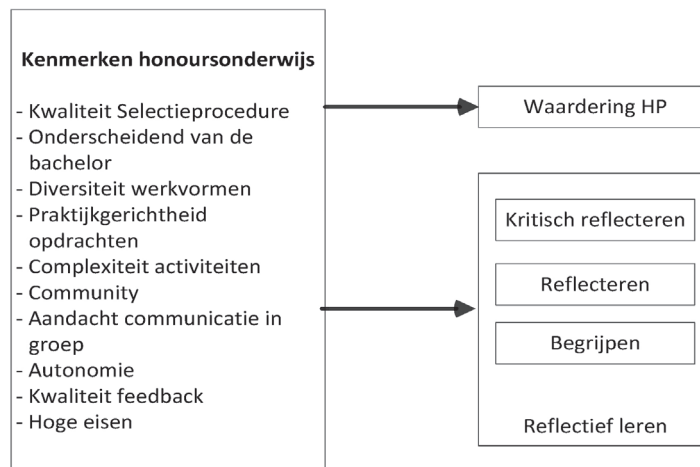 Kenmerken honoursonderwijs
- Kwaliteit Selectieprocedure
- Onderscheidend van de
bachelor
- Diversiteit werkvormen
- Praktijkgerichtheid
opdrachten
- Complexiteit activiteiten
- Community
- Aandacht communicatie in
groep
- Autonomie
- Kwaliteit feedback
- Hoge eisen
Waardering HP
Kritisch reflecteren
Reflecteren
Begrijpen
Reflectief leren